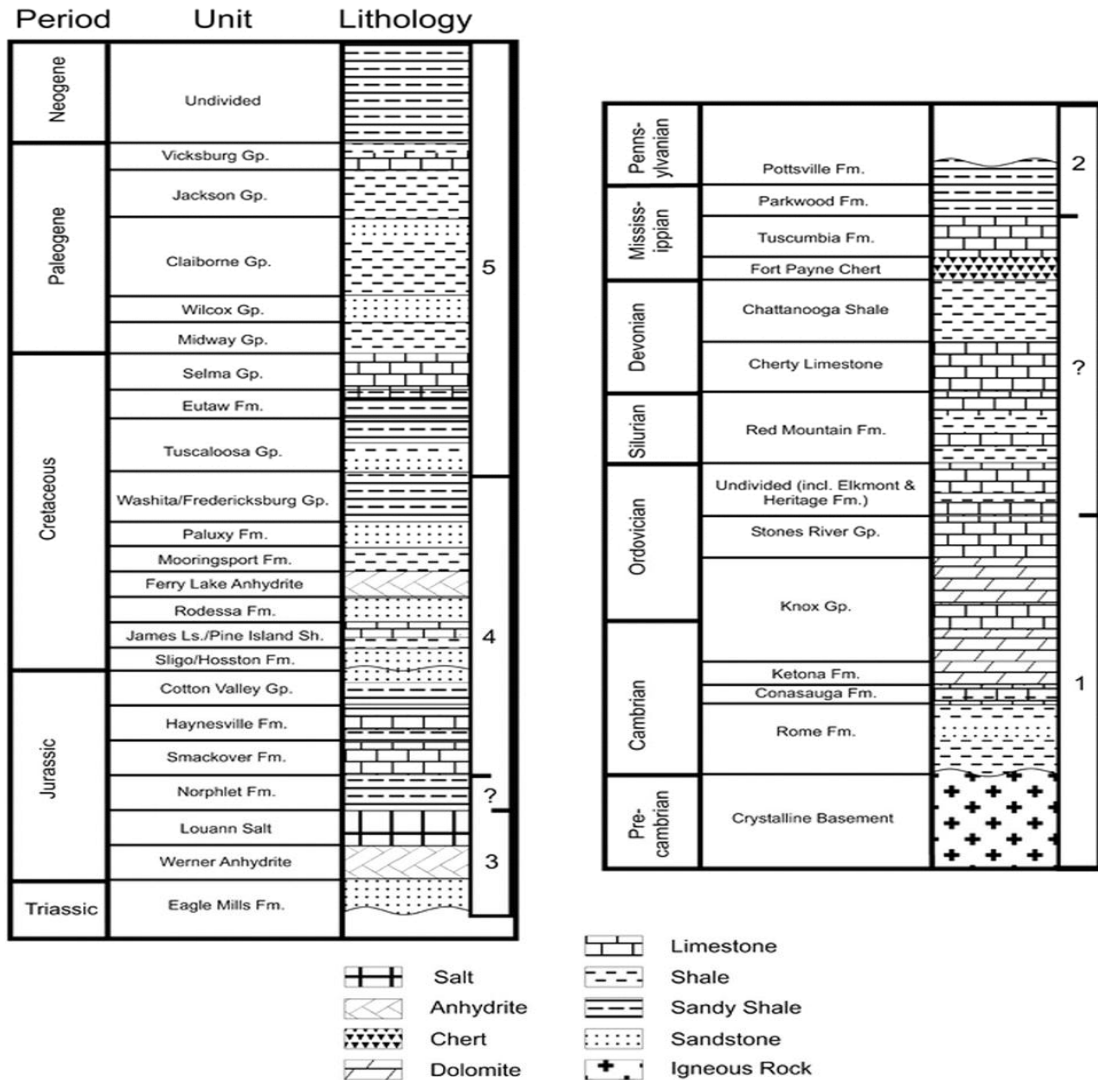 Period Unit Lithology
Neogene
Undivided
Paleogene
Vicksburg Gp.
Jackson Gp.
Claiborne Gp.
Wilcox Gp.
Midway Gp.
5
Cretaceous
Selma Gp.
Eutaw Fm.
Tuscaloosa Gp.
Washita/Fredericksburg Gp.
Paluxy Fm.
Mooringsport Fm.
Ferry Lake Anhydrite
Rodessa Fm.
James Ls./Pine Island Sh.
Sligo/Hosston Fm.
4
Jurassic
Cotton Valley Gp.
Haynesville Fm.
Smackover Fm.
Norphlet Fm.
?
Louann Salt
Werner Anhydrite
3
Triassic
Eagle Mills Fm.
Penns-
ylvanian
Pottsville Fm.
2
Mississ-
ippian
Parkwood Fm.
Tuscumbia Fm.
Fort Payne Chert
Devonian
Chattanooga Shale
Cherty Limestone
?
Silurian
Red Mountain Fm.
Ordovician
Undivided (incl. Elkmont &
Heritage Fm.)
Stones River Gp.
Knox Gp.
Cambrian
Ketona Fm.
Conasauga Fm.
Rome Fm.
1
Pre-
cambrian
Crystalline Basement
Salt
Anhydrite
Chert
Dolomite
Limestone
Shale
Sandy Shale
Sandstone
Igneous Rock